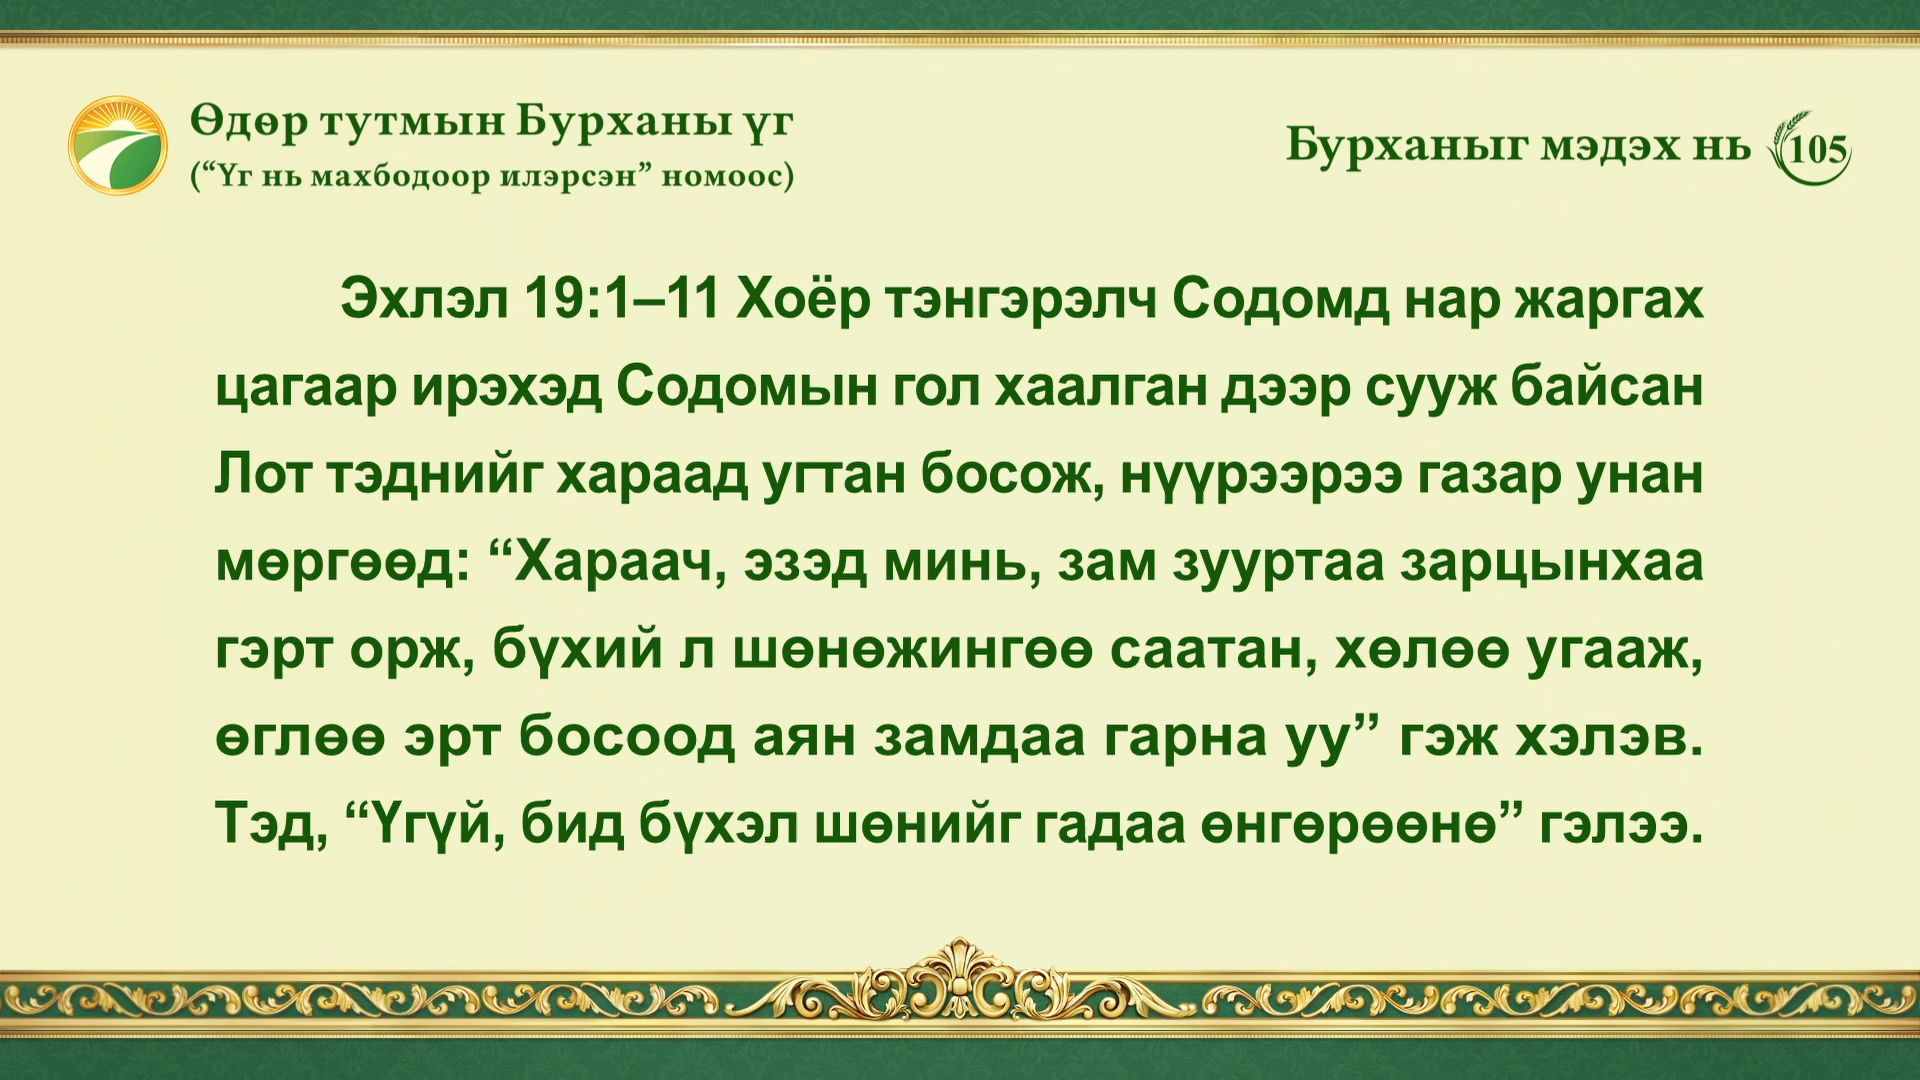 Өдөр тутмын Бурханы үг
(“Үг нь махбодоор илэрсэн” номоос)
Бурханыг мэдэх нь 105
Эхлэл 19:1–11 Хоёр тэнгэрэлч Содомд нар жаргах
цагаар ирэхэд Содомын гол хаалган дээр сууж байсан
Лот тэднийг хараад угтан босож, нүүрээрээ газар унан
мөргөөд: “Хараач, эзэд минь, зам зууртаа зарцынхаа
гэрт орж, бүхий л шөнөжингөө саатан, хөлөө угааж,
өглөө эрт босоод аян замдаа гарна уу” гэж хэлэв.
Тэд, “Үгүй, бид бүхэл шөнийг гадаа өнгөрөөнө” гэлээ.